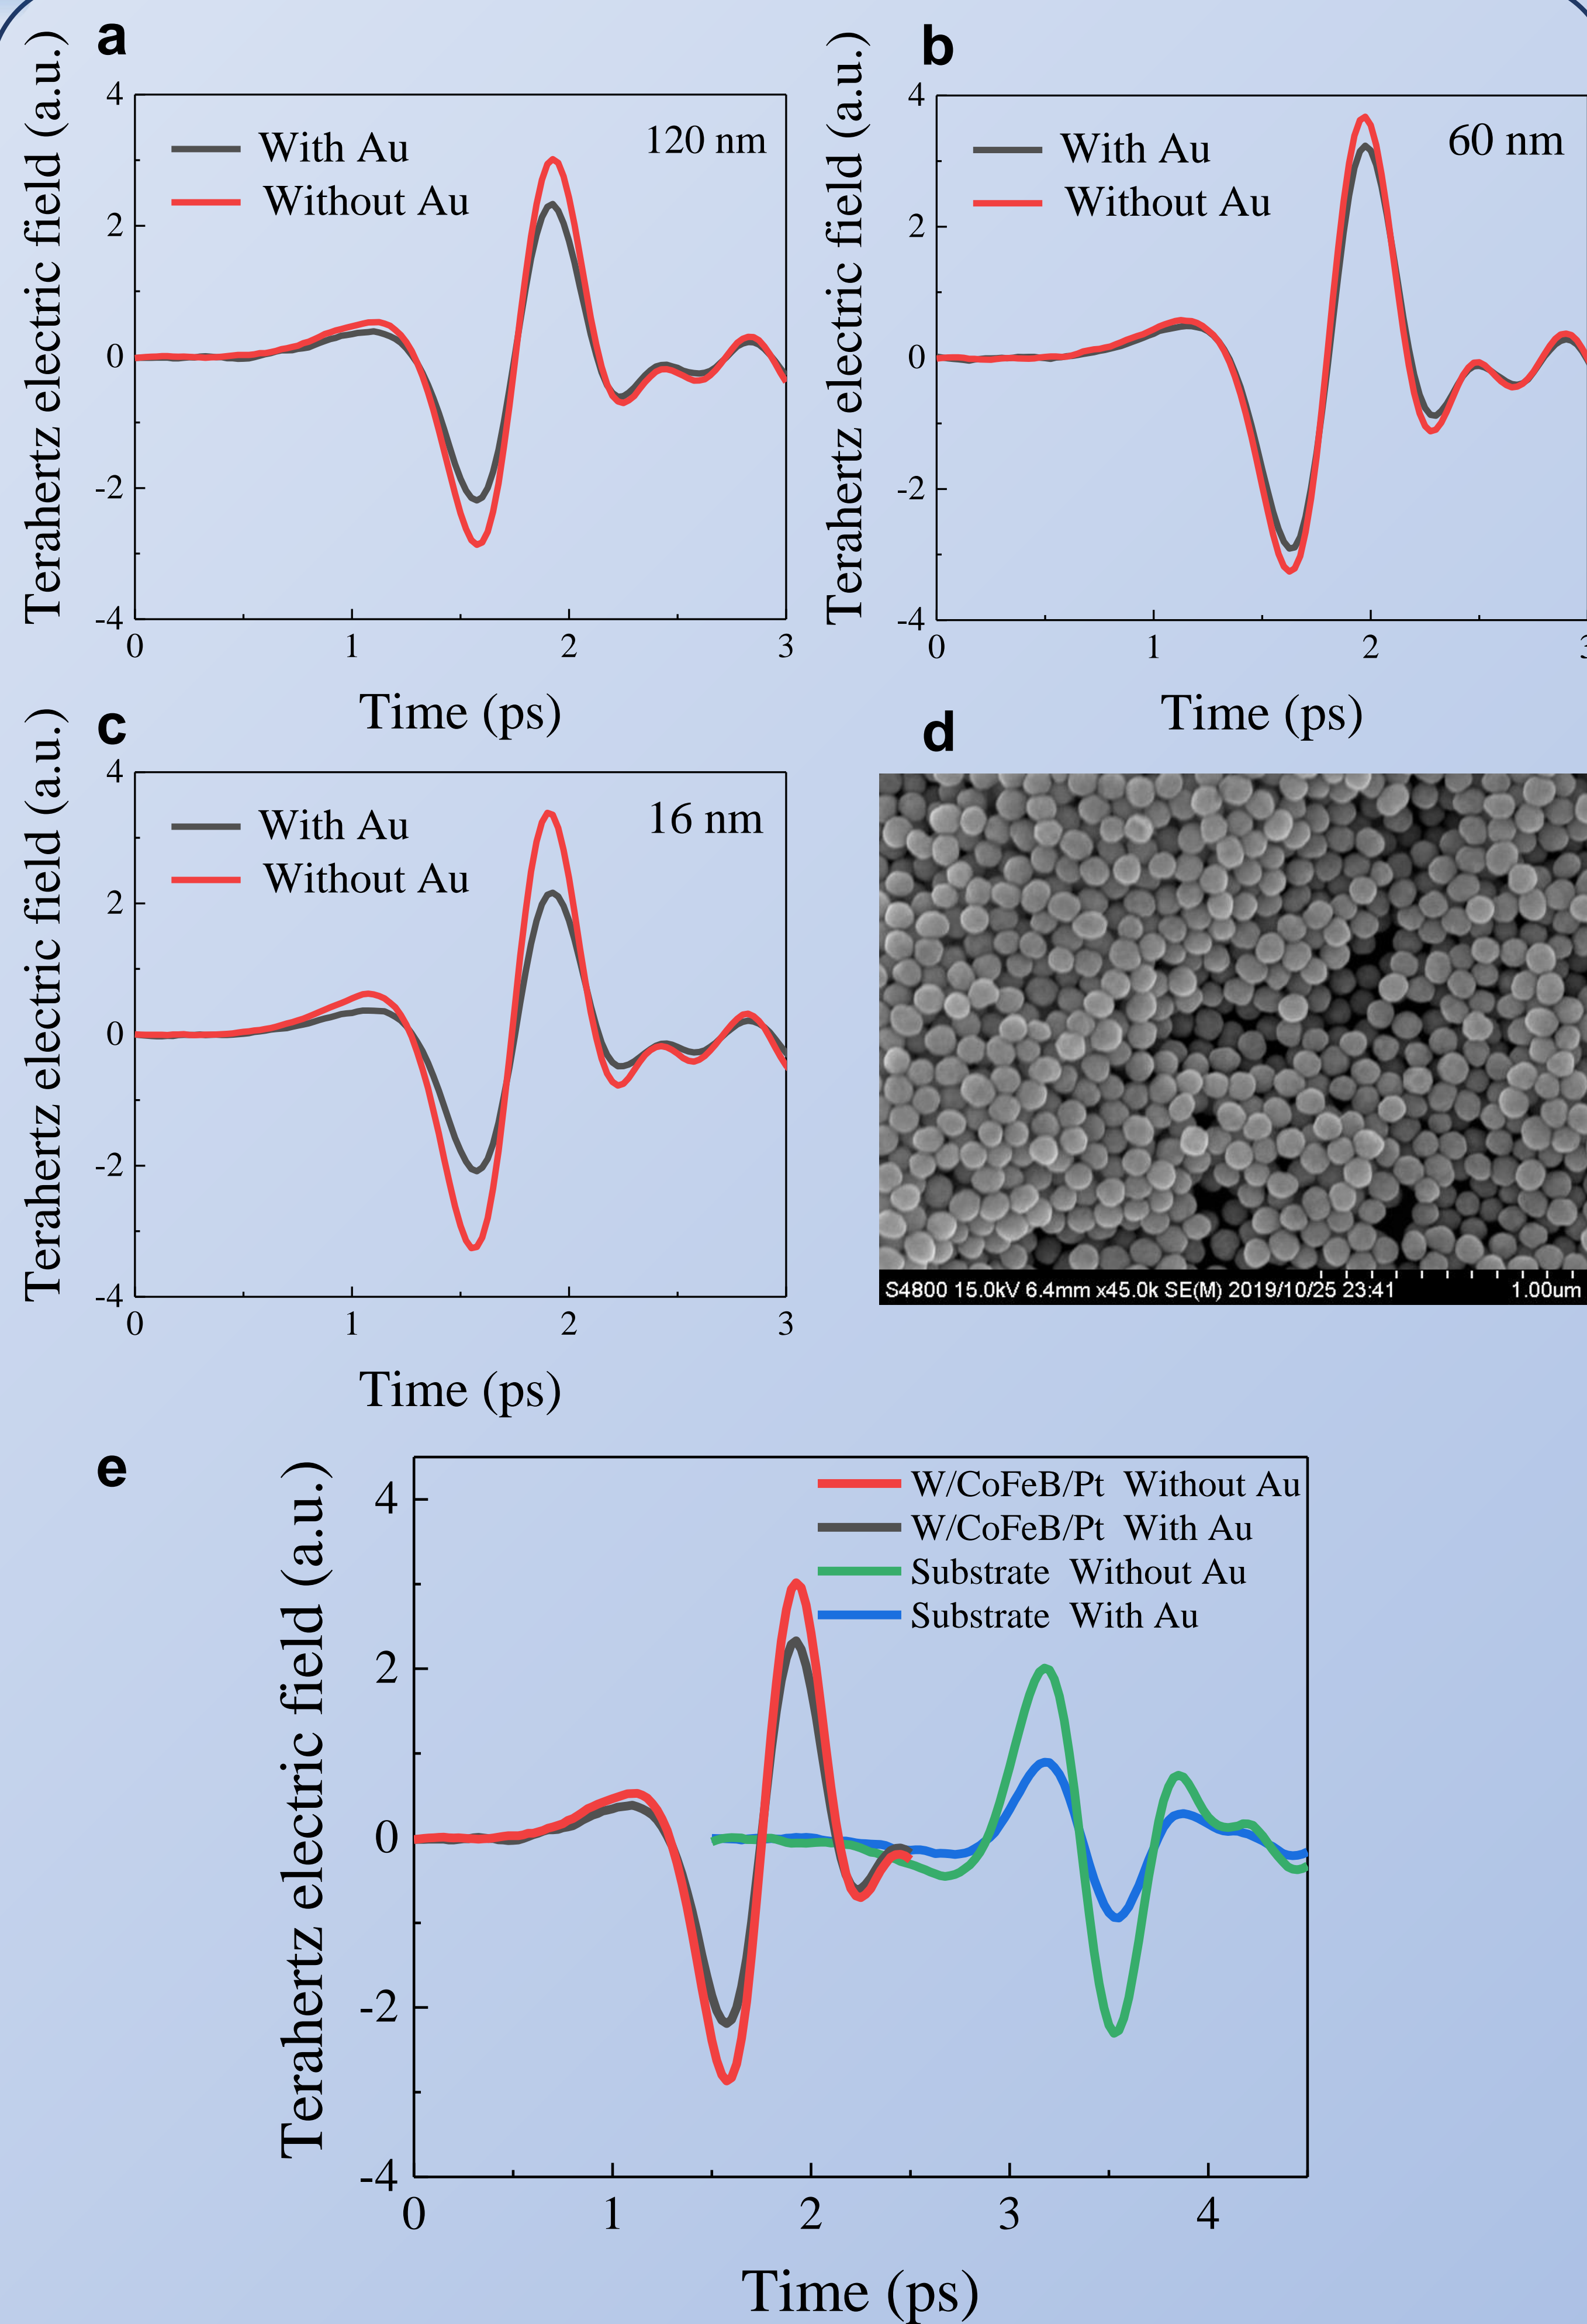 a
Terahertz electric field (a.u.)
4
2
0
-2
-4
With Au
Without Au
120 nm
0 1 2 3
Time (ps)
b
Terahertz electric field (a.u.)
4
2
0
-2
-4
With Au
Without Au
60 nm
0 1 2 3
Time (ps)
c
Terahertz electric field (a.u.)
4
2
0
-2
-4
With Au
Without Au
16 nm
0 1 2 3
Time (ps)
d
S4800 15.0kV 6.4mm x45.0k SE(M) 2019/10/25 23:41 1.00um
e
Terahertz electric field (a.u.)
4
2
0
-2
-4
W/CoFeB/Pt Without Au
W/CoFeB/Pt With Au
Substrate Without Au
Substrate With Au
0 1 2 3 4
Time (ps)